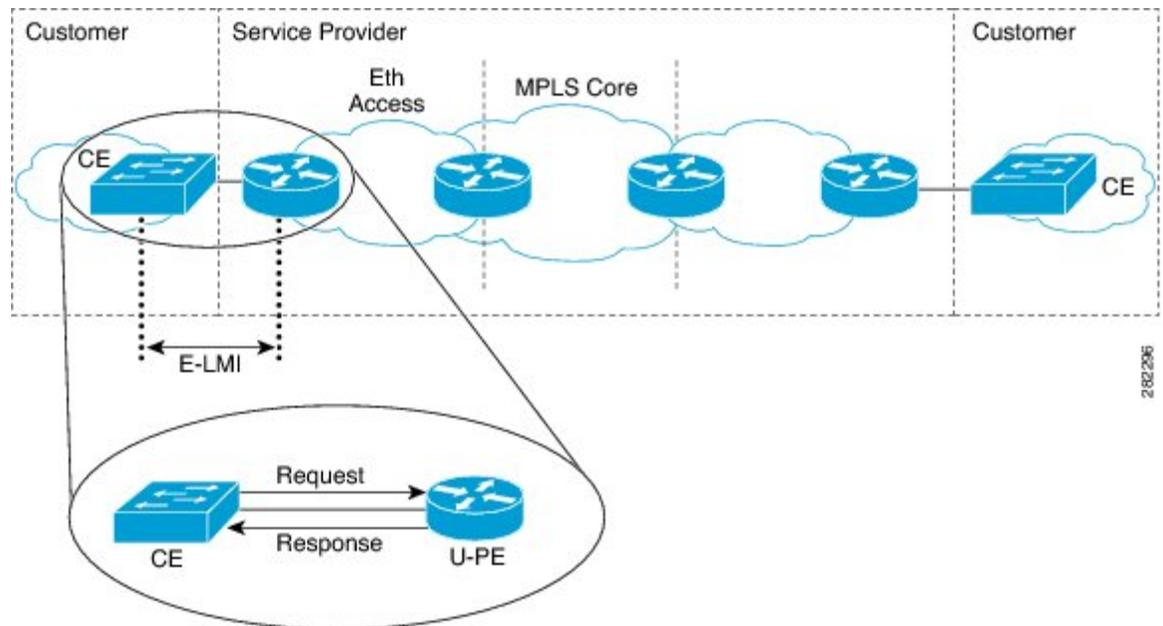 Customer
Service Provider
Customer
Eth
Access
MPLS Core
CE
CE
E-LMI
282296
Request
Response
CE
U-PE